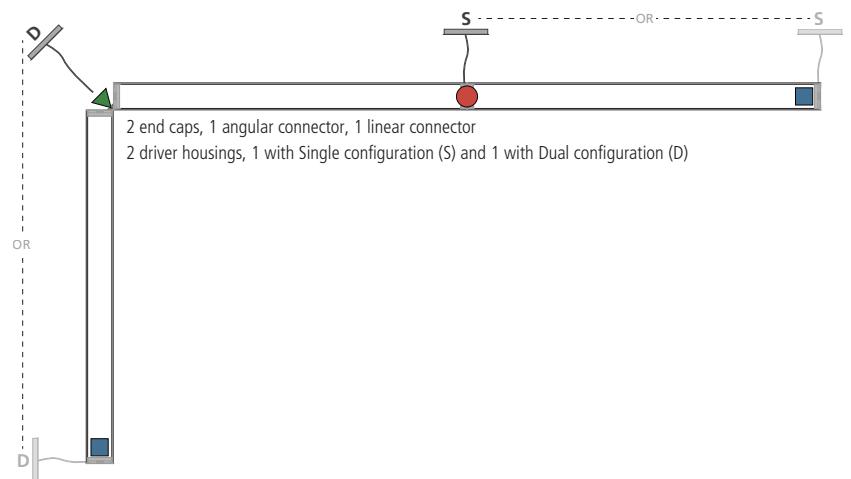 S OR S
D
2 end caps, 1 angular connector, 1 linear connector
2 driver housings, 1 with Single configuration (S) and 1 with Dual configuration (D)
OR
D